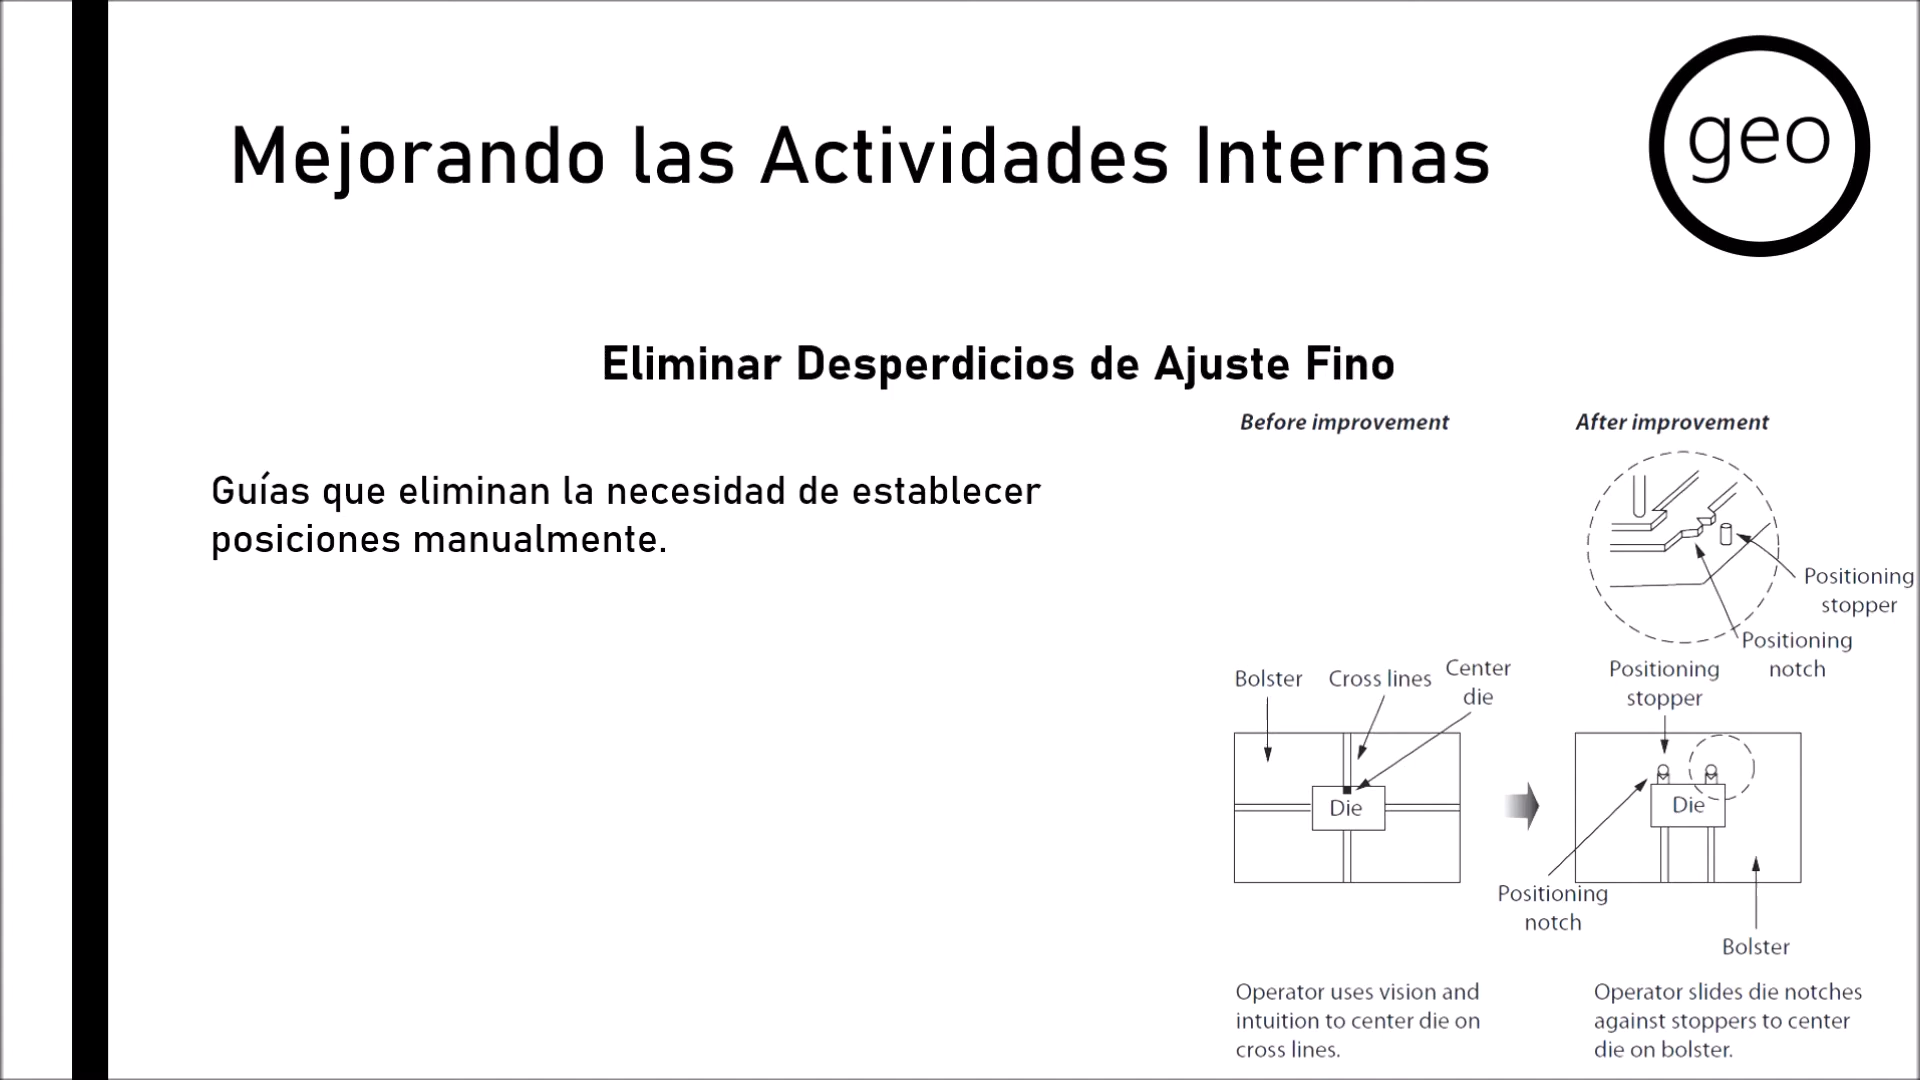 Mejorando las Actividades Internas
geo
Eliminar Desperdicios de Ajuste Fino
Guías que eliminan la necesidad de establecer
posiciones manualmente.
Before improvement
After improvement
Positioning
stopper
Positioning
notch
Bolster
Cross lines
Center
die
Die
Positioning
stopper
Die
Positioning
notch
Bolster
Operator uses vision and
intuition to center die on
cross lines.
Operator slides die notches
against stoppers to center
die on bolster.